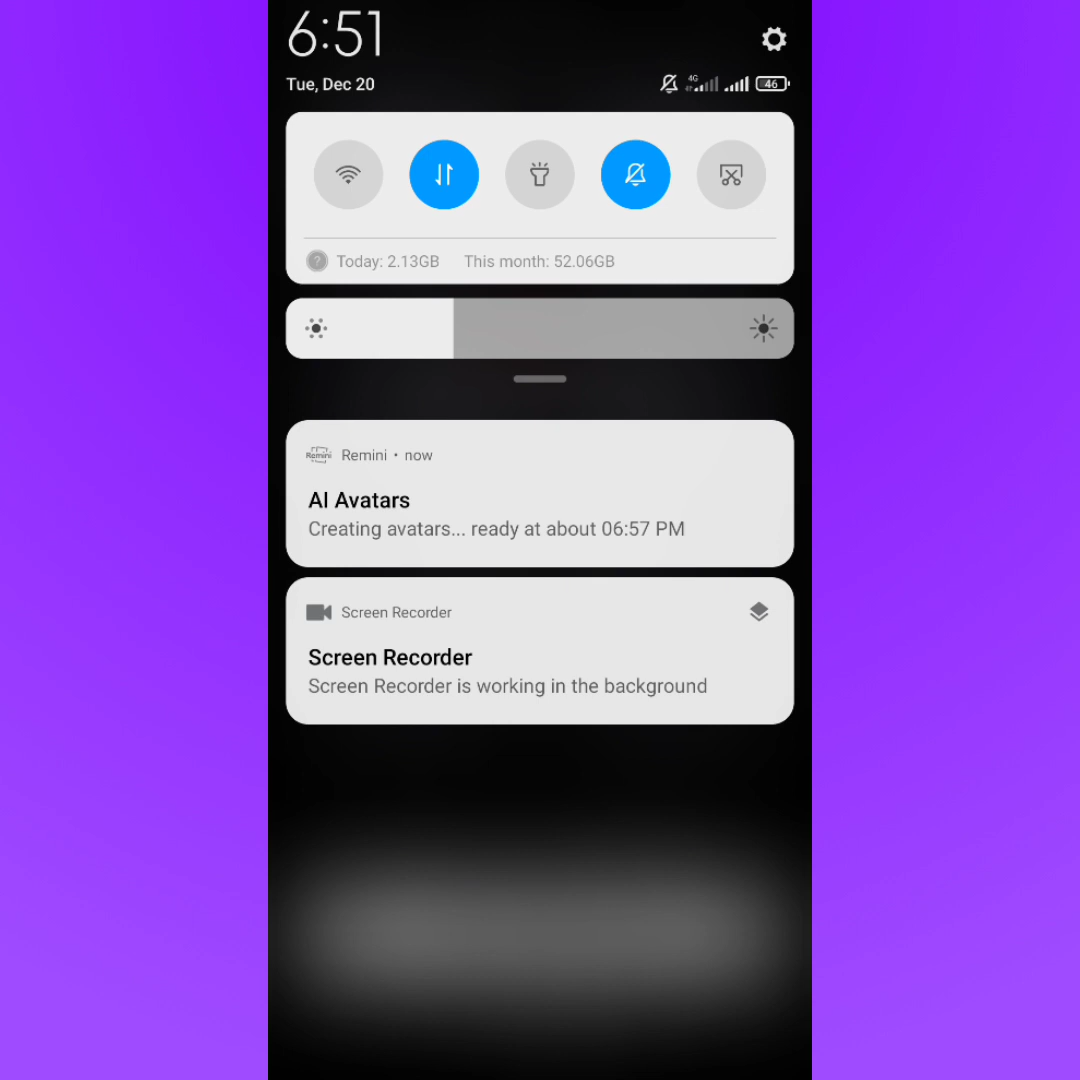 6:51
Tue, Dec 20
4G
46
Today: 2.13GB This month: 52.06GB
Remini
Remini • now
AI Avatars
Creating avatars... ready at about 06:57 PM
Screen Recorder
Screen Recorder
Screen Recorder is working in the background